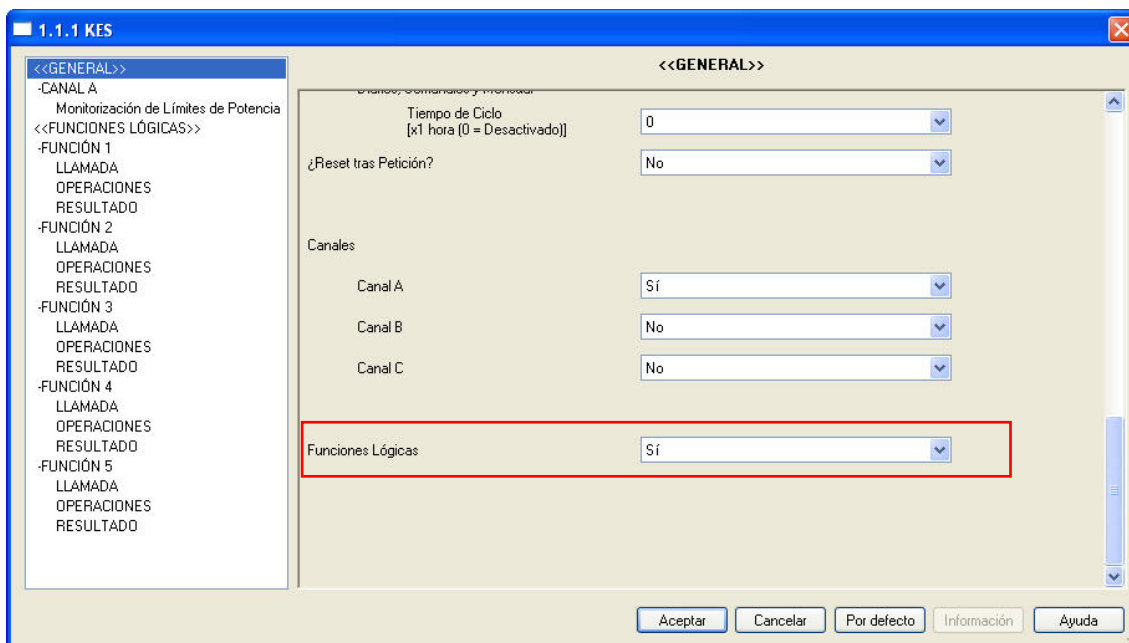 1.1.1 KES
<<GENERAL>>
-CANAL A
Monitorización de Límites de Potencia
<<FUNCIONES LÓGICAS>>
-FUNCIÓN 1
LLAMADA
OPERACIONES
RESULTADO
-FUNCIÓN 2
LLAMADA
OPERACIONES
RESULTADO
-FUNCIÓN 3
LLAMADA
OPERACIONES
RESULTADO
-FUNCIÓN 4
LLAMADA
OPERACIONES
RESULTADO
-FUNCIÓN 5
LLAMADA
OPERACIONES
RESULTADO
<<GENERAL>>
Diarios, Semanales y Mensual
Tiempo de Ciclo 0
[x1 hora (0 = Desactivado)]
¿Reset tras Petición? No
Canales
Canal A Sí
Canal B No
Canal C No
Funciones Lógicas Sí
Aceptar Cancelar Por defecto Información Ayuda